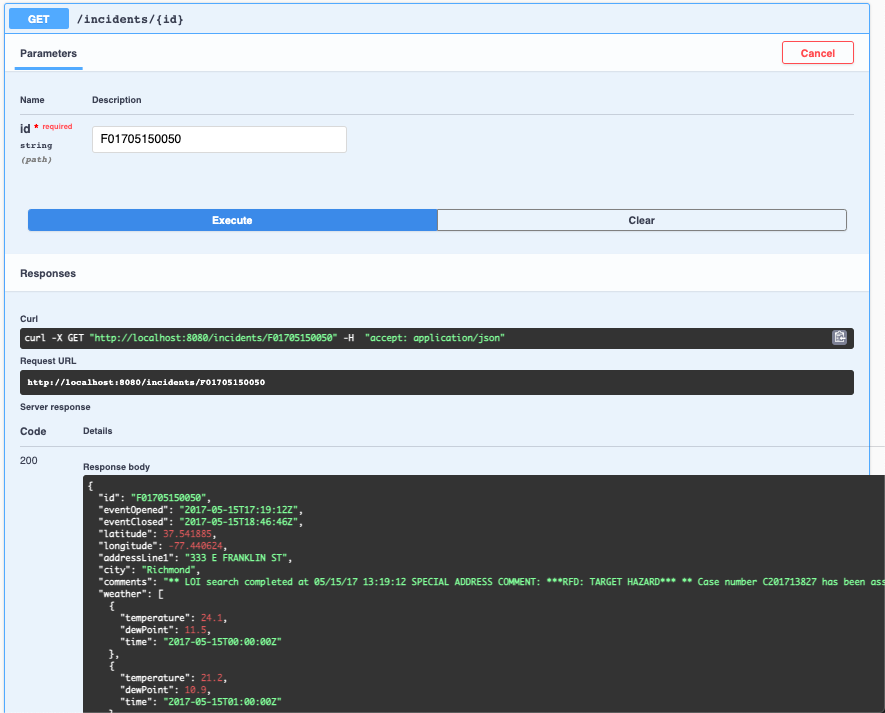 GET /incidents/{id}
Parameters
Cancel
Name Description
id * required
string
(path)
F01705150050
Execute Clear
Responses
Curl
curl -X GET "http://localhost:8080/incidents/F01705150050" -H  "accept: application/json"
Request URL
http://localhost:8080/incidents/F01705150050
Server response
Code Details
200
Response body
{
  "id": "F01705150050",
  "eventOpened": "2017-05-15T17:19:12Z",
  "eventClosed": "2017-05-15T18:46:46Z",
  "latitude": 37.541885,
  "longitude": -77.440624,
  "addressLine1": "333 E FRANKLIN ST",
  "city": "Richmond",
  "comments": "** LOI search completed at 05/15/17 13:19:12 SPECIAL ADDRESS COMMENT: ***RFD: TARGET HAZARD*** ** Case number C201713827 has been ass
  "weather": [
    {
      "temperature": 24.1,
      "dewPoint": 11.5,
      "time": "2017-05-15T00:00:00Z"
    },
    {
      "temperature": 21.2,
      "dewPoint": 10.9,
      "time": "2017-05-15T01:00:00Z"